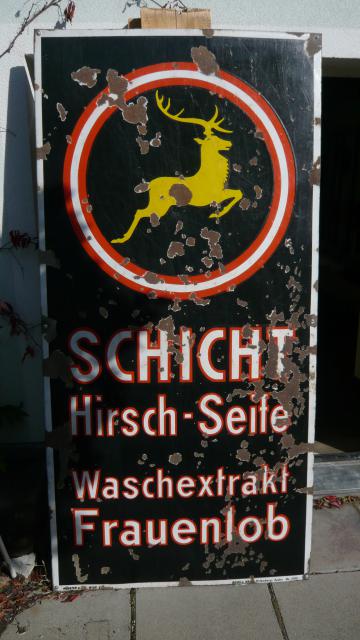 SCHICHT
Hirsch-Seife
Waschextrakt
Frauenlob